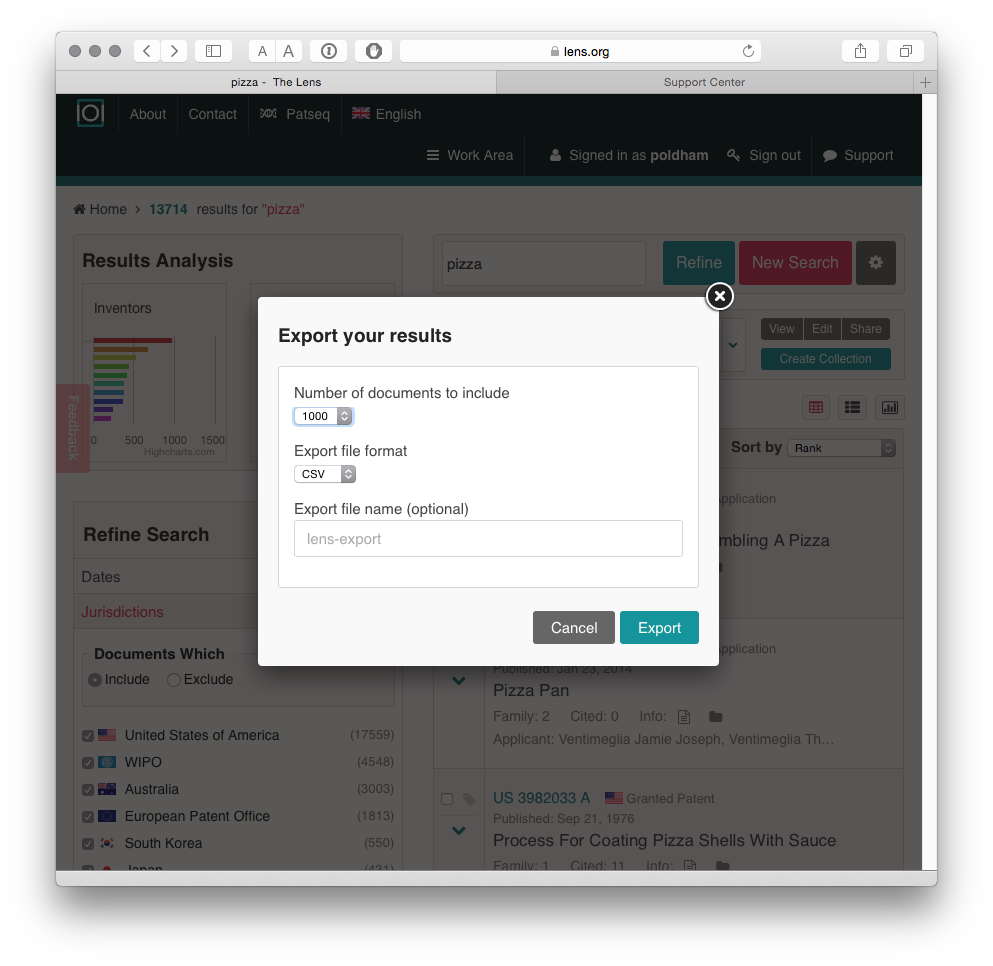 A A
lens.org
pizza - The Lens
Support Center
About Contact Patseq English
Work Area Signed in as poldham Sign out Support
Home > 13714 results for "pizza"
Results Analysis
Inventors
0 500 1000 1500
Highcharts.com
Feedback
pizza
Refine New Search
View Edit Share
Create Collection
Sort by Rank
Export your results
Number of documents to include
1000
Export file format
CSV
Export file name (optional)
lens-export
Cancel Export
Refine Search
Dates
Jurisdictions
Documents Which
Include Exclude
United States of America (17559)
WIPO (4548)
Australia (3003)
European Patent Office (1813)
South Korea (550)
Japan (431)
Application
mbling A Pizza
Application
Published: Jan 23, 2014
Pizza Pan
Family: 2 Cited: 0 Info:
Applicant: Ventimeglia Jamie Joseph, Ventimeglia Th...
US 3982033 A Granted Patent
Published: Sep 21, 1976
Process For Coating Pizza Shells With Sauce
Family: 1 Cited: 11 Info: